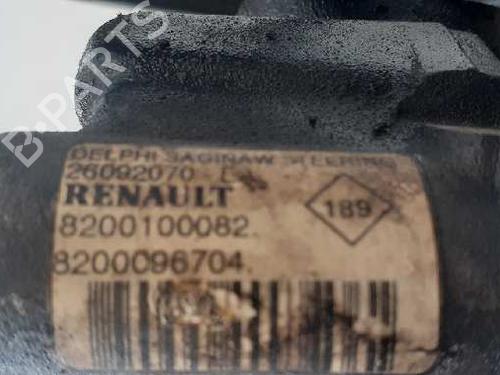 B-PARTS
DELPHI SAGINAW STEERING
26092070
RENAULT
189
8200100082.
8200096704.